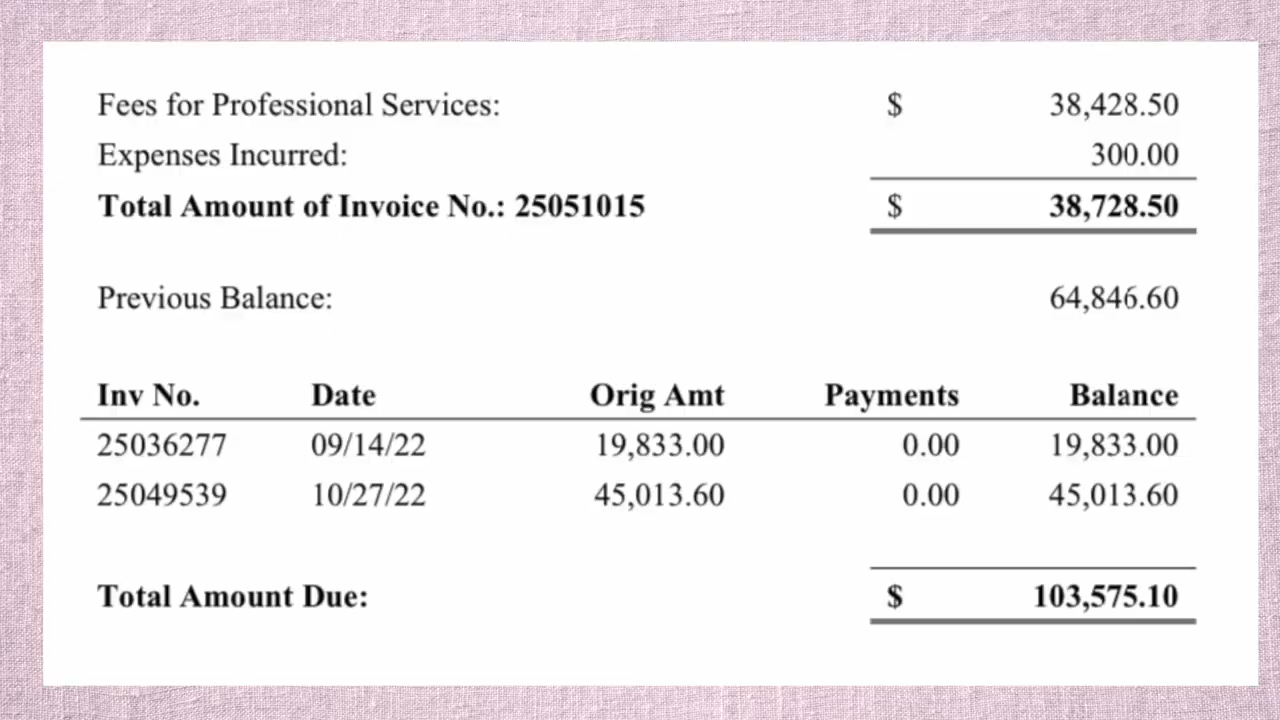 Fees for Professional Services: $ 38,428.50
Expenses Incurred: 300.00
Total Amount of Invoice No.: 25051015 $ 38,728.50
Previous Balance: 64,846.60
Inv No. Date Orig Amt Payments Balance
25036277 09/14/22 19,833.00 0.00 19,833.00
25049539 10/27/22 45,013.60 0.00 45,013.60
Total Amount Due: $ 103,575.10